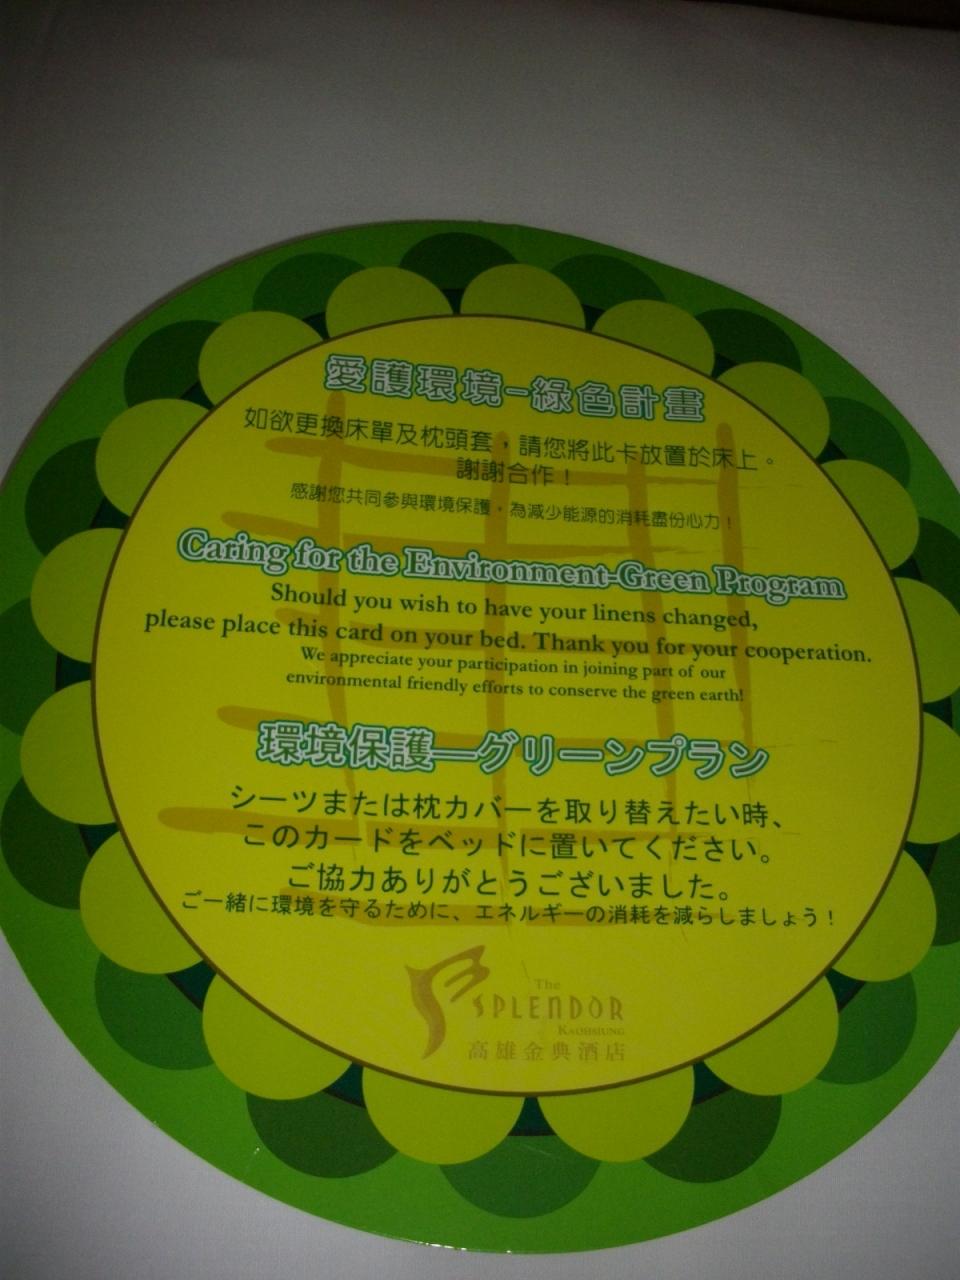 愛護環境-綠色計畫
如欲更換床單及枕頭套，請您將此卡放置於床上。
謝謝合作！
感謝您共同參與環境保護，為減少能源的消耗盡份心力！
Caring for the Environment-Green Program
Should you wish to have your linens changed,
please place this card on your bed. Thank you for your cooperation.
We appreciate your participation in joining part of our
environmental friendly efforts to conserve the green earth!
環境保護—グリーンプラン
シーツまたは枕カバーを取り替えたい時、
このカードをベッドに置いてください。
ご協力ありがとうございました。
ご一緒に環境を守るために、エネルギーの消耗を減らしましょう！
The
SPLENDOR
KAOHSIUNG
高雄金典酒店